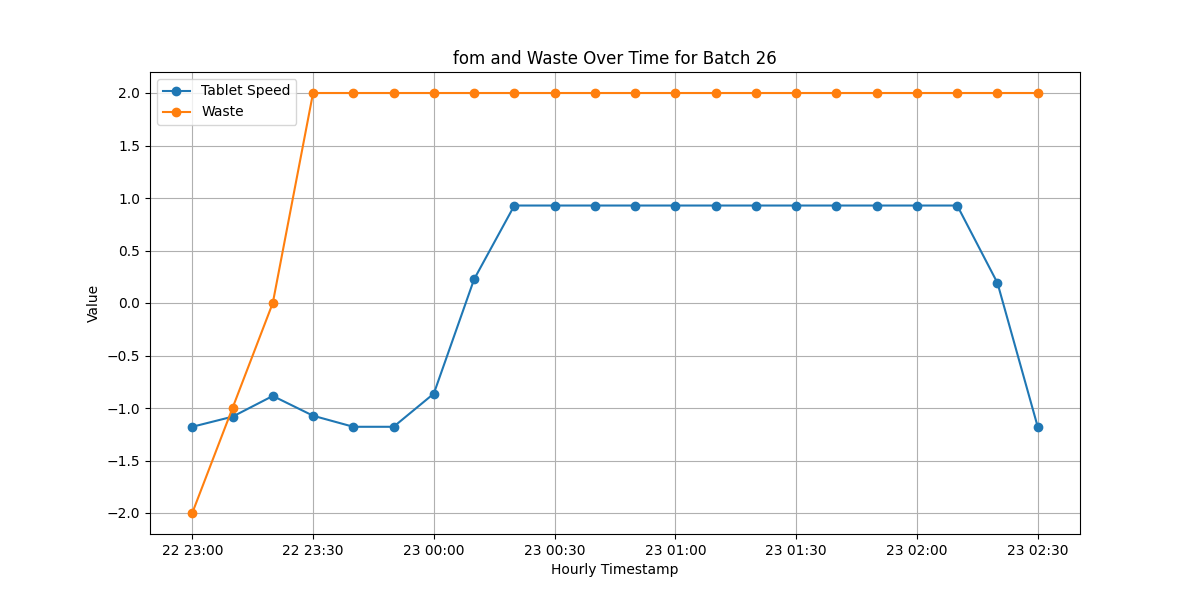 fom and Waste Over Time for Batch 26
Tablet Speed
Waste
2.0
1.5
1.0
0.5
0.0
−0.5
−1.0
−1.5
−2.0
Value
22 23:00 22 23:30 23 00:00 23 00:30 23 01:00 23 01:30 23 02:00 23 02:30
Hourly Timestamp